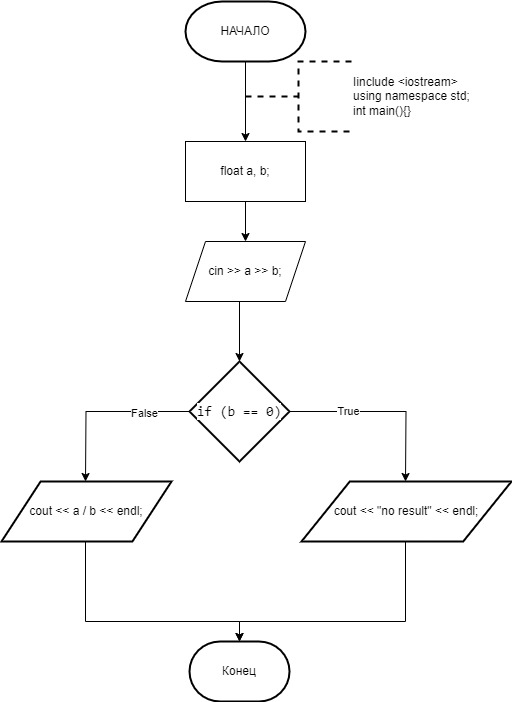 НАЧАЛО
Iinclude <iostream>
using namespace std;
int main(){}
float a, b;
cin >> a >> b;
if (b == 0)
False
True
cout << a / b << endl;
cout << "no result" << endl;
Конец